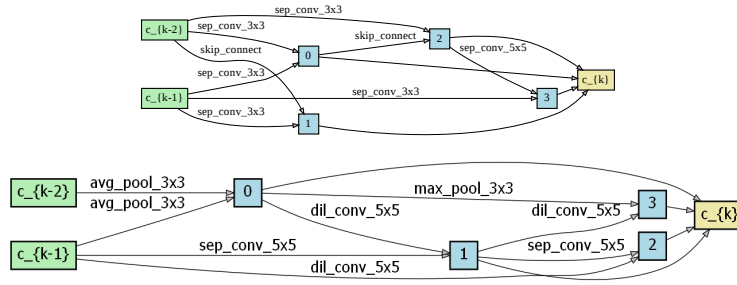 sep_conv_3x3
c_{k-2}
sep_conv_3x3
skip_connect
2
skip_connect
0
sep_conv_5x5
sep_conv_3x3
c_{k}
c_{k-1}
sep_conv_3x3
3
sep_conv_3x3
1
c_{k-2}
avg_pool_3x3
0
max_pool_3x3
avg_pool_3x3
dil_conv_5x5
dil_conv_5x5
3
c_{k}
c_{k-1}
sep_conv_5x5
1
sep_conv_5x5
2
dil_conv_5x5